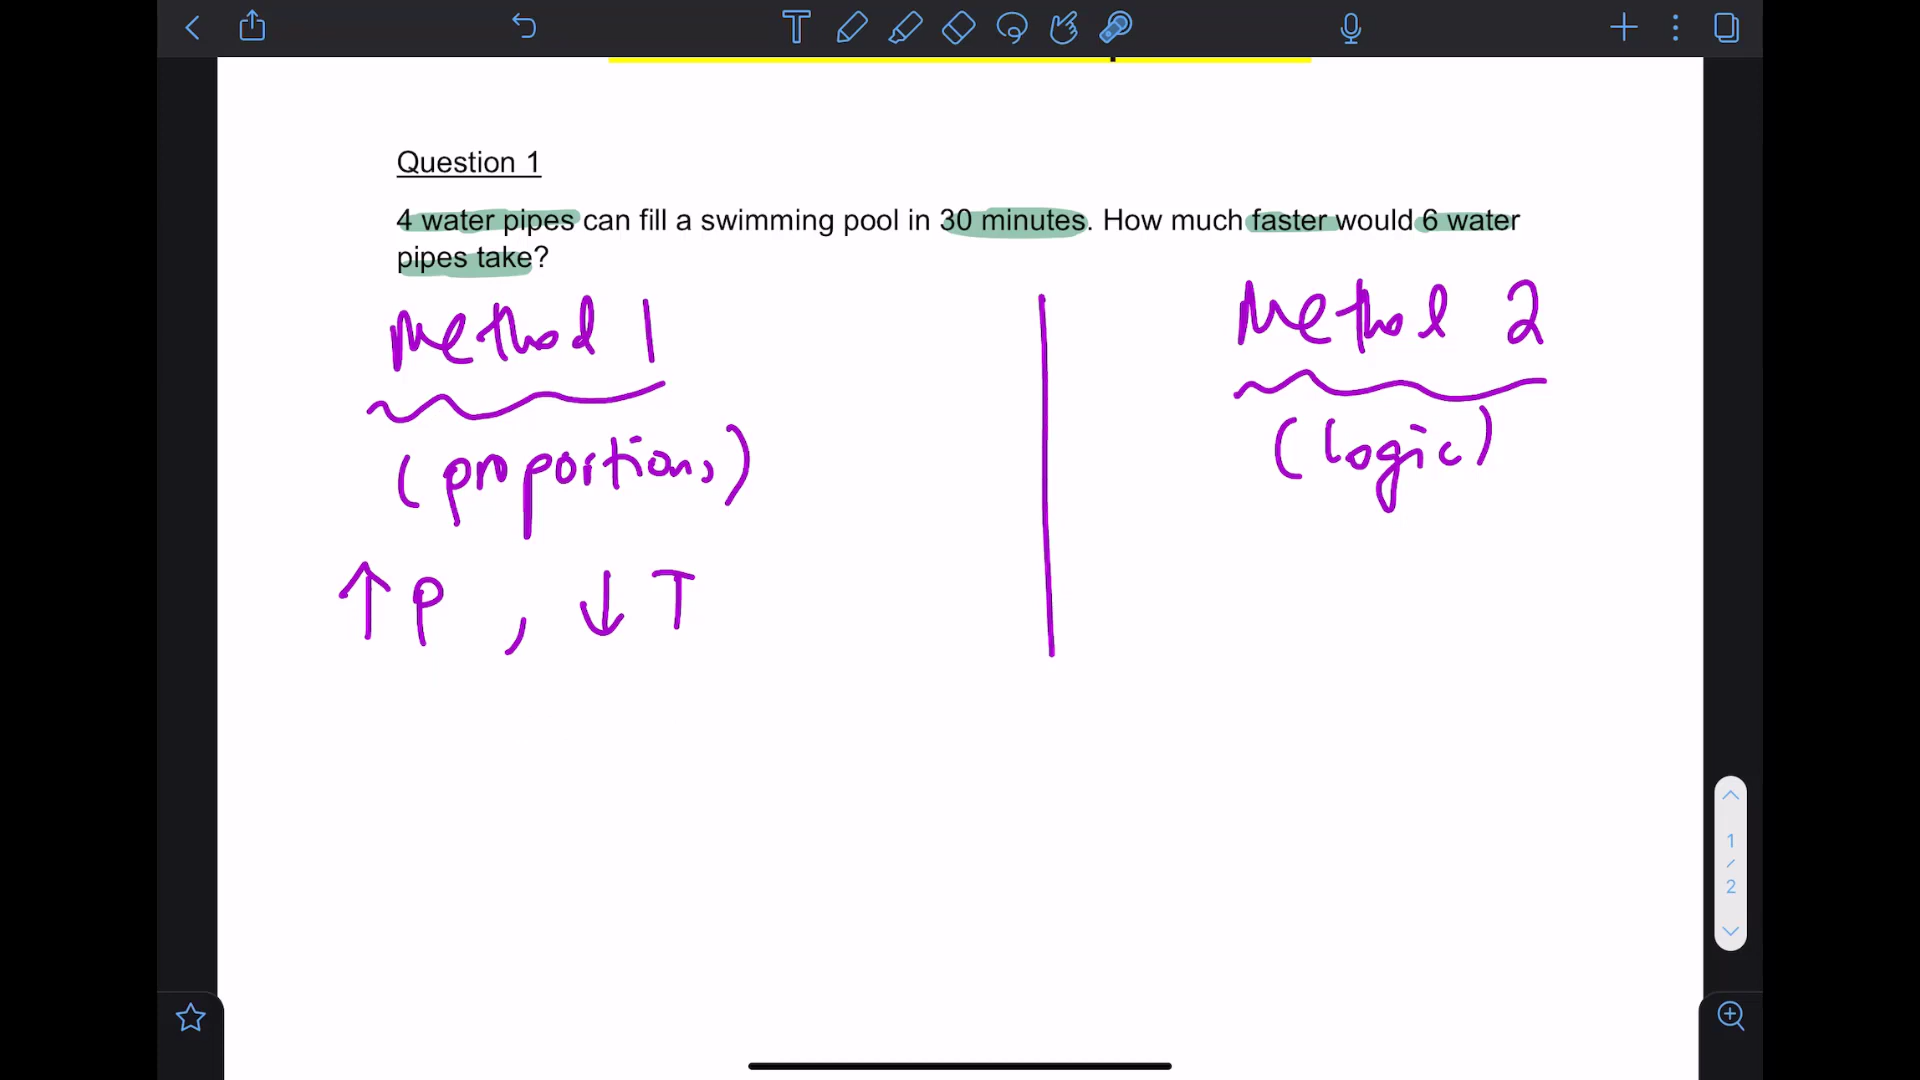 Question 1
4 water pipes can fill a swimming pool in 30 minutes. How much faster would 6 water
pipes take?
Method 1
Method 2
(proportions)
(logic)
↑ P , ↓ T
1
/
2